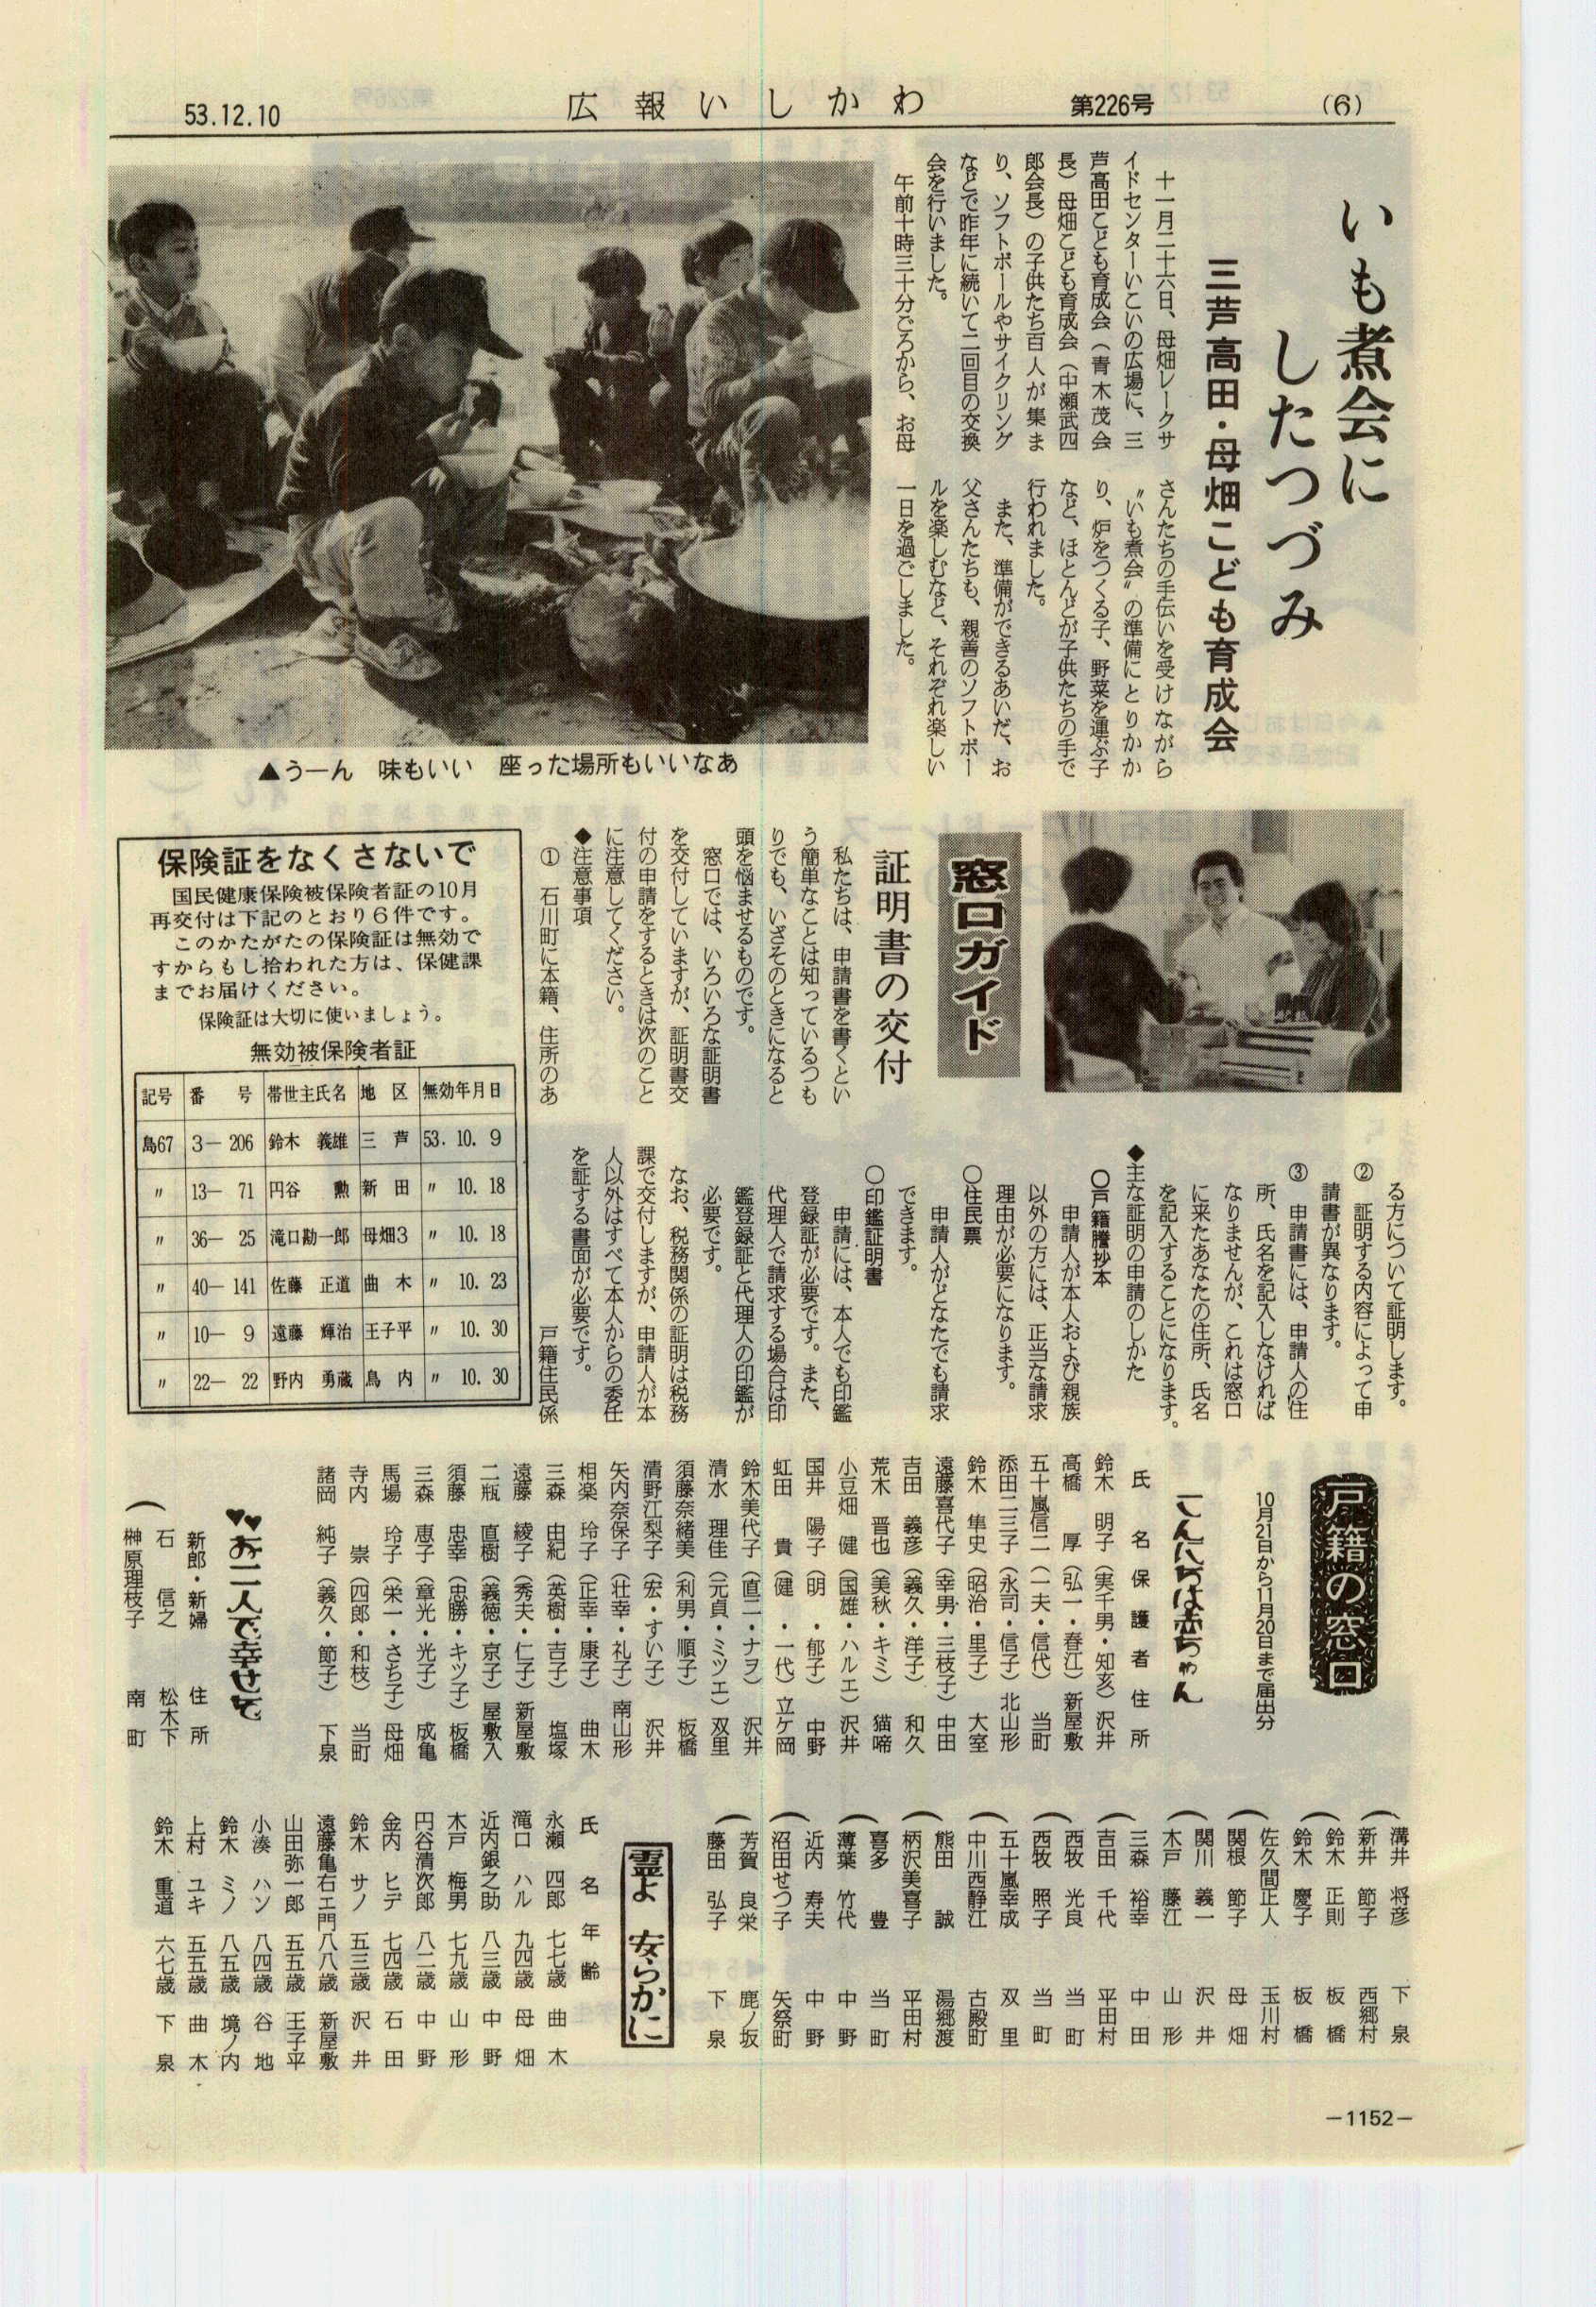 53.12.10
広報いしかわ
第226号
(6)
いも煮会に
したつづみ
三芦高田・母畑こども育成会
十一月二十六日、母畑レークサ
イドセンターいこいの広場に、三
芦高田こども育成会（青木茂会
長）母畑こども育成会（中瀬武四
郎会長）の子供たち百人が集ま
り、ソフトボールやサイクリング
などで昨年に続いて二回目の交換
会を行いました。
午前十時三十分ごろから、お母
さんたちの手伝いを受けながら
〝いも煮会〟の準備にとりかか
り、炉をつくる子、野菜を運ぶ子
など、ほとんどが子供たちの手で
行われました。
また、準備ができるあいだ、お
父さんたちも、親善のソフトボー
ルを楽しむなど、それぞれ楽しい
一日を過ごしました。
▲うーん 味もいい 座った場所もいいなあ
窓口ガイド
証明書の交付
私たちは、申請書を書くとい
う簡単なことは知っているつも
りでも、いざそのときになると
頭を悩ませるものです。
窓口では、いろいろな証明書
を交付していますが、証明書交
付の申請をするときは次のこと
に注意してください。
◆注意事項
① 石川町に本籍、住所のあ
る方について証明します。
② 証明する内容によって申
請書が異なります。
③ 申請書には、申請人の住
所、氏名を記入しなければ
なりませんが、これは窓口
に来たあなたの住所、氏名
を記入することになります。
◆主な証明の申請のしかた
○戸籍謄抄本
申請人が本人および親族
以外の方には、正当な請求
理由が必要になります。
○住民票
申請人がどなたでも請求
できます。
○印鑑証明書
申請には、本人でも印鑑
登録証が必要です。また、
代理人で請求する場合は印
鑑登録証と代理人の印鑑が
必要です。
なお、税務関係の証明は税務
課で交付しますが、申請人が本
人以外はすべて本人からの委任
を証する書面が必要です。
戸籍住民係
保険証をなくさないで
国民健康保険被保険者証の10月
再交付は下記のとおり6件です。
このかたがたの保険証は無効で
すからもし拾われた方は、保健課
までお届けください。
保険証は大切に使いましょう。
無効被保険者証
記号 番号 帯世主氏名 地区 無効年月日
島67 3―206 鈴木 義雄 三芦 53. 10. 9
〃 13―71 円谷 勲 新田 〃 10. 18
〃 36―25 滝口勘一郎 母畑3 〃 10. 18
〃 40―141 佐藤 正道 曲木 〃 10. 23
〃 10―9 遠藤 輝治 王子平 〃 10. 30
〃 22―22 野内 勇蔵 鳥内 〃 10. 30
戸籍の窓口
10月21日から11月20日まで届出分
こんにちは赤ちゃん
氏名 保護者 住所
鈴木 明子（実千男・知亥）沢井
高橋 厚（弘一・春江）新屋敷
五十嵐信二（一夫・信代）当町
添田二三子（永司・信子）北山形
鈴木 隼史（昭治・里子）大室
遠藤喜代子（幸男・三枝子）中田
吉田 義彦（義久・洋子）和久
荒木 晋也（美秋・キミ）猫啼
小豆畑 健（国雄・ハルエ）沢井
国井 陽子（明・郁子）中野
虹田 貴（健・一代）立ケ岡
鈴木美代子（直二・ナヲ）沢井
清水 理佳（元貞・ミツエ）双里
須藤奈緒美（利男・順子）板橋
清野江梨子（宏・すい子）沢井
矢内奈保子（壮幸・礼子）南山形
相楽 玲子（正幸・康子）曲木
三森 由紀（英樹・吉子）塩塚
遠藤 綾子（秀夫・仁子）新屋敷
二瓶 直樹（義徳・京子）屋敷入
須藤 忠幸（忠勝・キツ子）板橋
三森 恵子（章光・光子）成亀
馬場 玲子（栄一・さち子）母畑
寺内 崇（四郎・和枝）当町
諸岡 純子（義久・節子）下泉
♥♥お二人で幸せを
新郎・新婦 住所
石 信之 松木下
榊原理枝子 南町
溝井 将彦 下泉
新井 節子 西郷村
鈴木 正則 板橋
鈴木 慶子 板橋
佐久間正人 玉川村
関根 節子 母畑
関川 義一 沢井
木戸 藤江 山形
三森 裕幸 中田
吉田 千代 平田村
西牧 光良 当町
西牧 照子 当町
五十嵐幸成 双里
中川西静江 古殿町
熊田 誠 湯郷渡
柄沢美喜子 平田村
喜多 豊 当町
薄葉 竹代 中野
近内 寿夫 中野
沼田せつ子 矢祭町
芳賀 良栄 鹿ノ坂
藤田 弘子 下泉
霊よ 安らかに
氏名 年齢
永瀬 四郎 七七歳 曲木
滝口 ハル 九四歳 母畑
近内銀之助 八三歳 中野
木戸 梅男 七九歳 山形
円谷清次郎 八二歳 中野
金内 ヒデ 七四歳 石田
鈴木 サノ 五三歳 沢井
遠藤亀右エ門 八八歳 新屋敷
山田弥一郎 五五歳 王子平
小湊 ハン 八四歳 谷地
鈴木 ミノ 八五歳 境ノ内
上村 ユキ 五五歳 曲木
鈴木 重道 六七歳 下泉
－1152－